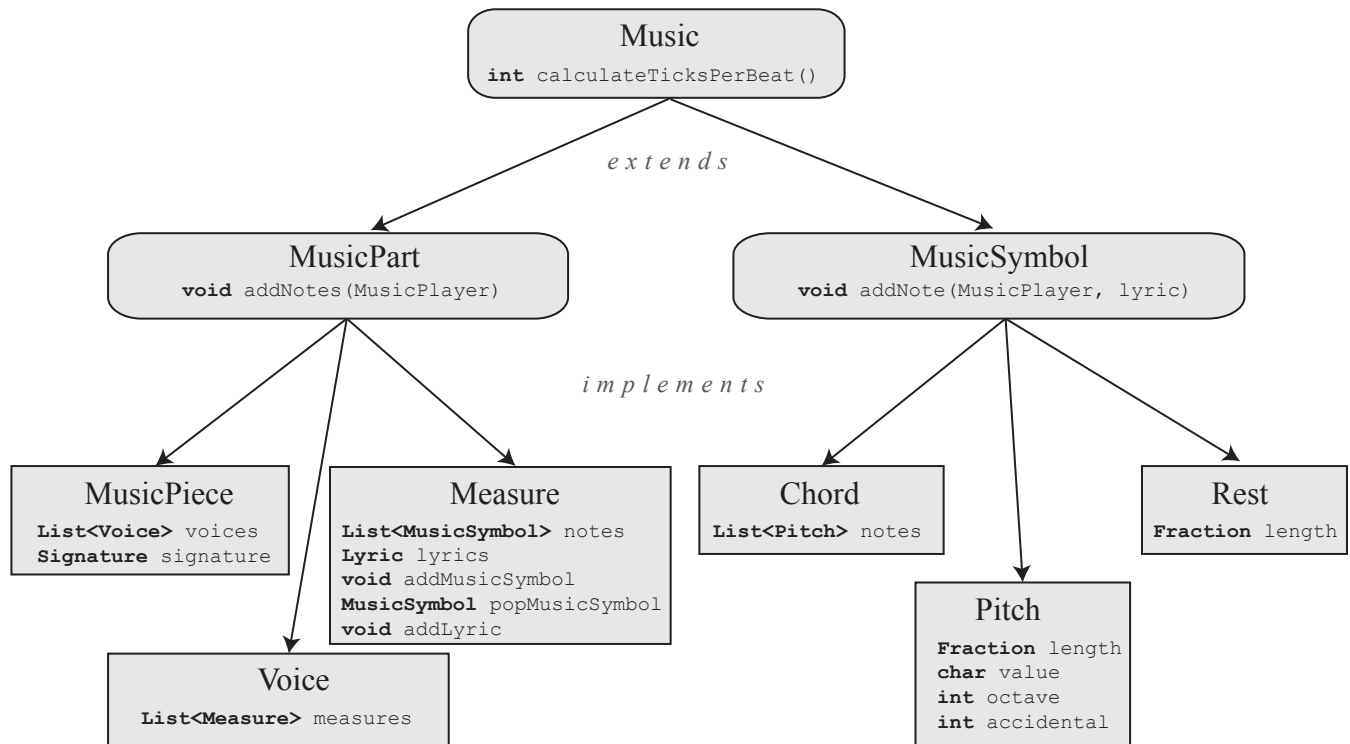 Music
int calculateTicksPerBeat()
extends
MusicPart
void addNotes(MusicPlayer)
MusicSymbol
void addNote(MusicPlayer, lyric)
implements
MusicPiece
List<Voice> voices
Signature signature
Measure
List<MusicSymbol> notes
Lyric lyrics
void addMusicSymbol
MusicSymbol popMusicSymbol
void addLyric
Chord
List<Pitch> notes
Rest
Fraction length
Voice
List<Measure> measures
Pitch
Fraction length
char value
int octave
int accidental